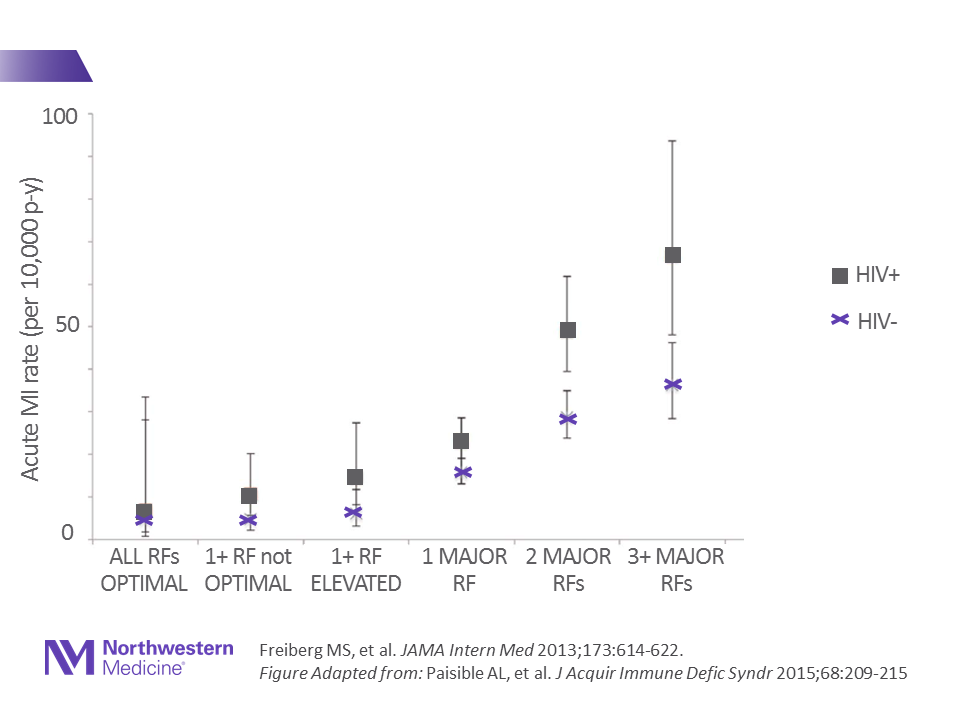 100
50
0
Acute MI rate (per 10,000 p-y)
HIV+
HIV-
ALL RFs
OPTIMAL
1+ RF not
OPTIMAL
1+ RF
ELEVATED
1 MAJOR
RF
2 MAJOR
RFs
3+ MAJOR
RFs
NM Northwestern
Medicine®
Freiberg MS, et al. JAMA Intern Med 2013;173:614-622.
Figure Adapted from: Paisible AL, et al. J Acquir Immune Defic Syndr 2015;68:209-215